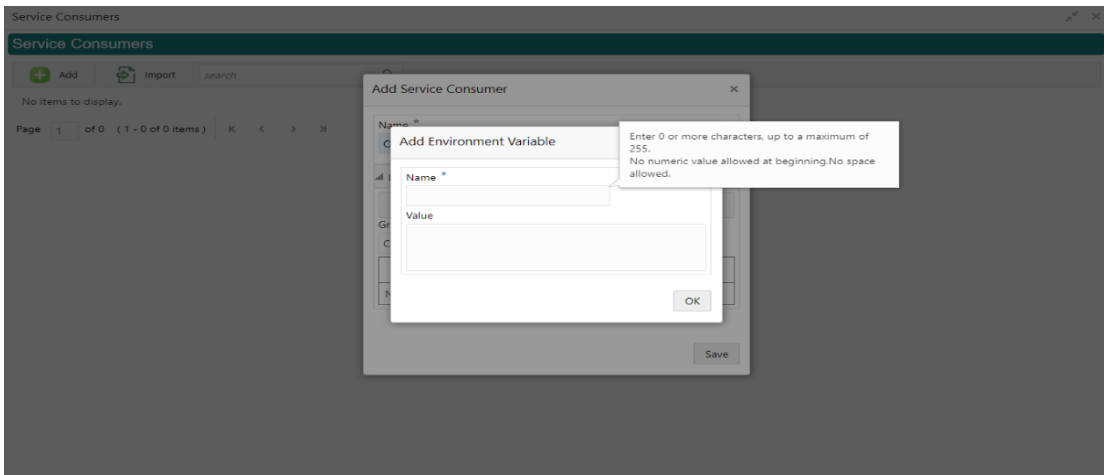 Service Consumers
Service Consumers
Add Import search
No items to display.
Page 1 of 0 (1 - 0 of 0 items)
Add Service Consumer
Name *
Add Environment Variable
Enter 0 or more characters, up to a maximum of
255.
No numeric value allowed at beginning.No space
allowed.
Name *
Value
OK
Save